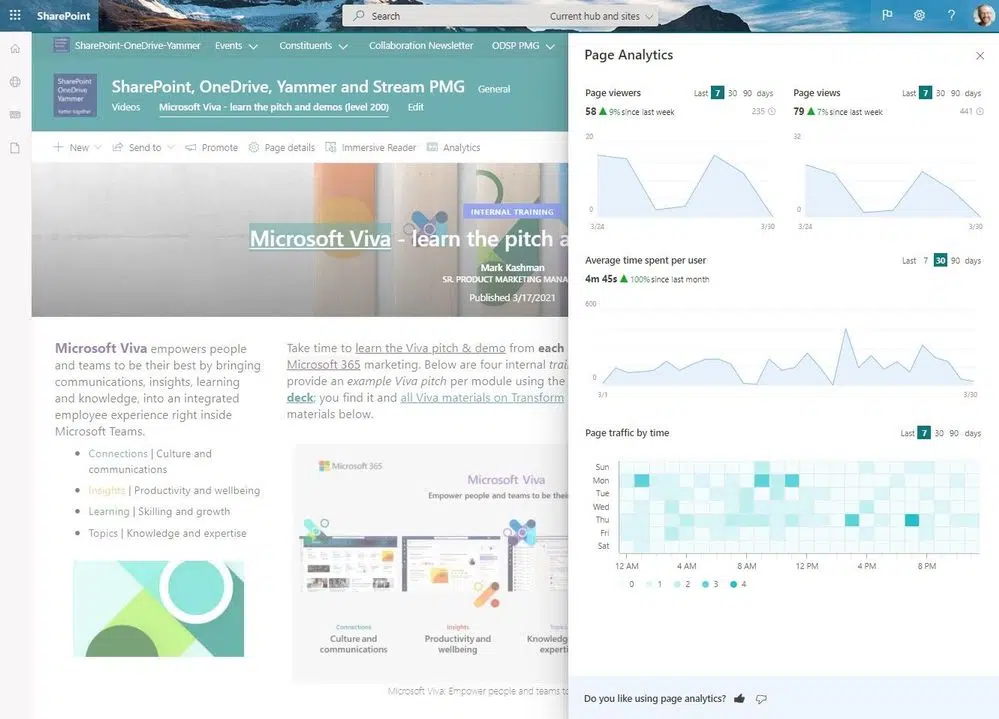 SharePoint
Search
Current hub and sites
?
SharePoint-OneDrive-Yammer
Events
Constituents
Collaboration Newsletter
ODSP PMG
SharePoint
OneDrive
Yammer
better together
SharePoint, OneDrive, Yammer and Stream PMG
General
Videos
Microsoft Viva - learn the pitch and demos (level 200)
Edit
New
Send to
Promote
Page details
Immersive Reader
Analytics
INTERNAL TRAINING
Microsoft Viva - learn the pitch a
Mark Kashman
SR. PRODUCT MARKETING MANA
Published 3/17/2021
Microsoft Viva empowers people
and teams to be their best by bringing
communications, insights, learning
and knowledge, into an integrated
employee experience right inside
Microsoft Teams.
• Connections | Culture and
communications
• Insights | Productivity and wellbeing
• Learning | Skilling and growth
• Topics | Knowledge and expertise
Take time to learn the Viva pitch & demo from each
Microsoft 365 marketing. Below are four internal trai
provide an example Viva pitch per module using the
deck; you find it and all Viva materials on Transform
materials below.
Microsoft 365
Microsoft Viva
Empower people and teams to be thei
Connections
Culture and
communications
Insights
Productivity and
wellbeing
Topics
Knowledg
experti
Microsoft Viva: Empower people and teams to
Page Analytics
Page viewers
Last 7 30 90 days
58 9% since last week
235
20
0
3/24
3/30
Page views
Last 7 30 90 days
79 7% since last week
441
32
0
3/24
3/30
Average time spent per user
Last 7 30 90 days
4m 45s 100% since last month
600
0
3/1
3/30
Page traffic by time
Last 7 30 90 days
Sun
Mon
Tue
Wed
Thu
Fri
Sat
12 AM
4 AM
8 AM
12 PM
4 PM
8 PM
0 1 2 3 4
Do you like using page analytics?